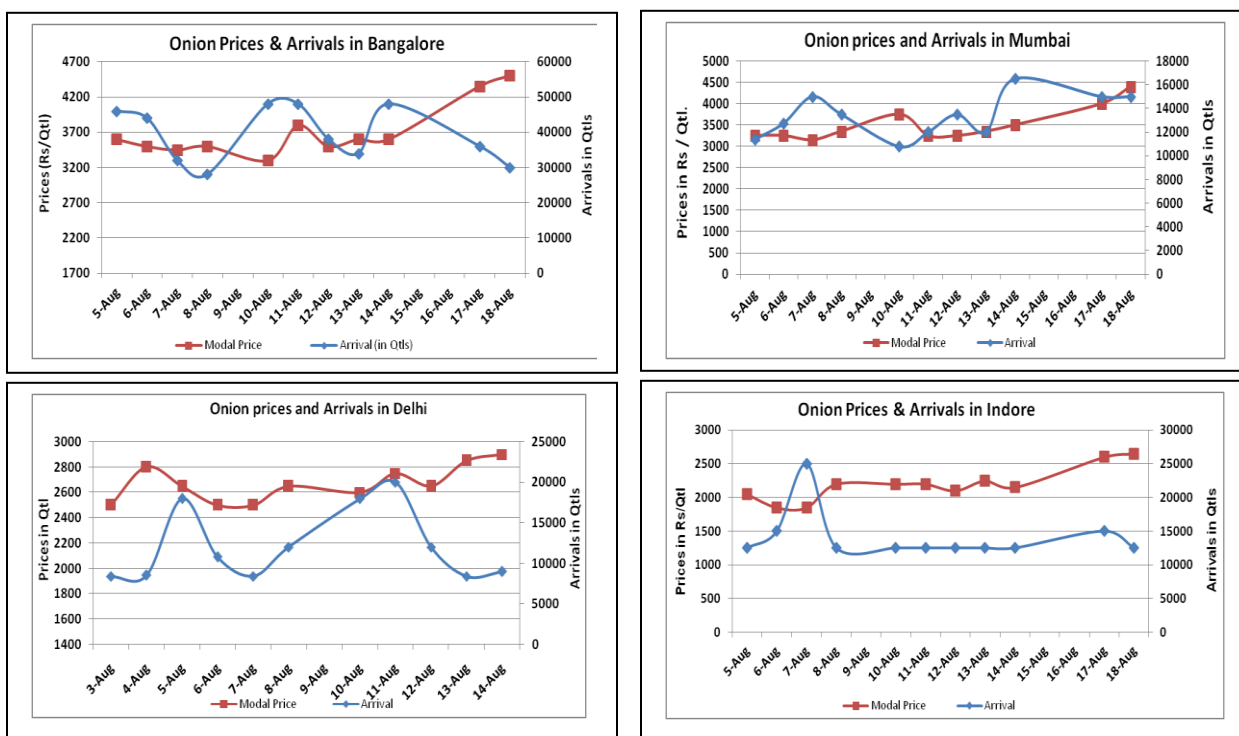 Onion Prices & Arrivals in Bangalore
4700
4200
3700
3200
2700
2200
1700
Prices (Rs/Qtl)
60000
50000
40000
30000
20000
10000
0
Arrivals in Qtls
5-Aug
6-Aug
7-Aug
8-Aug
9-Aug
10-Aug
11-Aug
12-Aug
13-Aug
14-Aug
15-Aug
16-Aug
17-Aug
18-Aug
Modal Price
Arrival (in Qtls)
Onion prices and Arrivals in Mumbai
5000
4500
4000
3500
3000
2500
2000
1500
1000
500
0
Prices in Rs / Qtl.
18000
16000
14000
12000
10000
8000
6000
4000
2000
0
Arrivals in Qtls
5-Aug
6-Aug
7-Aug
8-Aug
9-Aug
10-Aug
11-Aug
12-Aug
13-Aug
14-Aug
15-Aug
16-Aug
17-Aug
18-Aug
Modal Price
Arrival
Onion prices and Arrivals in Delhi
3000
2800
2600
2400
2200
2000
1800
1600
1400
Prices in Qtl
25000
20000
15000
10000
5000
0
Arrivals in Qtls
3-Aug
4-Aug
5-Aug
6-Aug
7-Aug
8-Aug
9-Aug
10-Aug
11-Aug
12-Aug
13-Aug
14-Aug
Modal Price
Arrival
Onion Prices & Arrivals in Indore
3000
2500
2000
1500
1000
500
0
Prices in Rs/Qtl
30000
25000
20000
15000
10000
5000
0
Arrivals in Qtls
5-Aug
6-Aug
7-Aug
8-Aug
9-Aug
10-Aug
11-Aug
12-Aug
13-Aug
14-Aug
15-Aug
16-Aug
17-Aug
18-Aug
Modal Price
Arrival